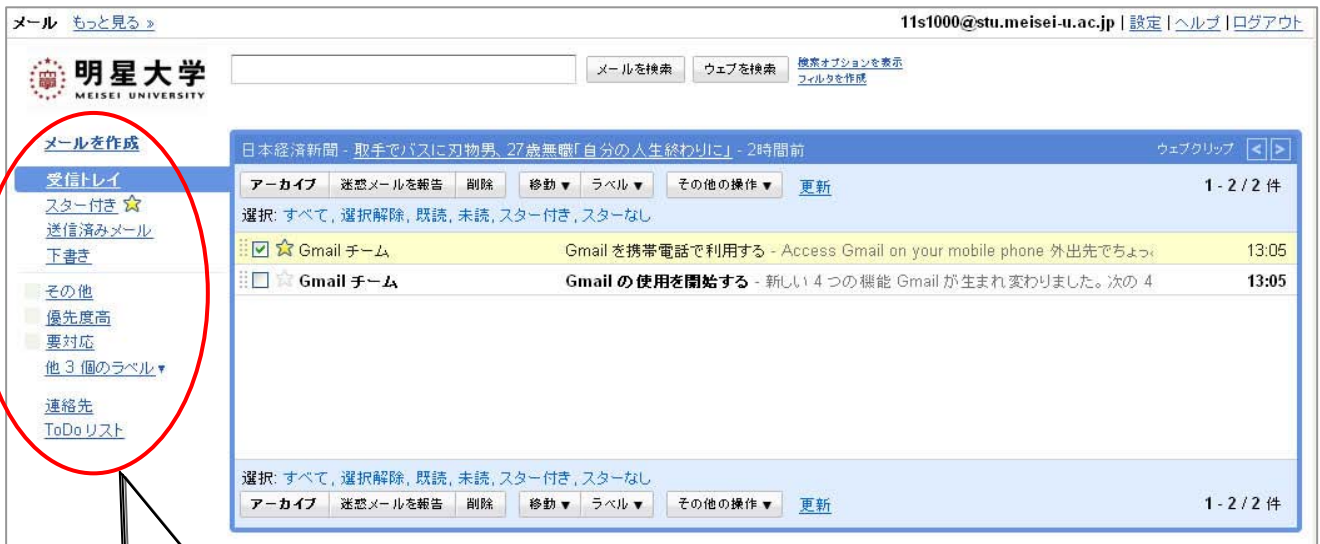 メール もっと見る » 11s1000@stu.meisei-u.ac.jp | 設定 | ヘルプ | ログアウト
明星大学 メールを検索 ウェブを検索 検索オプションを表示
MEISEI UNIVERSITY フィルタを作成
メールを作成
日本経済新聞 - 取手でバスに刃物男、27歳無職「自分の人生終わりに」 - 2時間前 ウェブクリップ < >
受信トレイ
スター付き
送信済みメール
下書き
その他
優先度高
要対応
他 3 個のラベル ▼
連絡先
ToDo リスト
アーカイブ 迷惑メールを報告 削除 移動 ▼ ラベル ▼ その他の操作 ▼ 更新 1 - 2 / 2 件
選択: すべて, 選択解除, 既読, 未読, スター付き, スターなし
Gmail チーム Gmail を携帯電話で利用する - Access Gmail on your mobile phone 外出先でちょっ 13:05
Gmail チーム Gmail の使用を開始する - 新しい 4 つの機能 Gmail が生まれ変わりました。次の 4 13:05
選択: すべて, 選択解除, 既読, 未読, スター付き, スターなし
アーカイブ 迷惑メールを報告 削除 移動 ▼ ラベル ▼ その他の操作 ▼ 更新 1 - 2 / 2 件